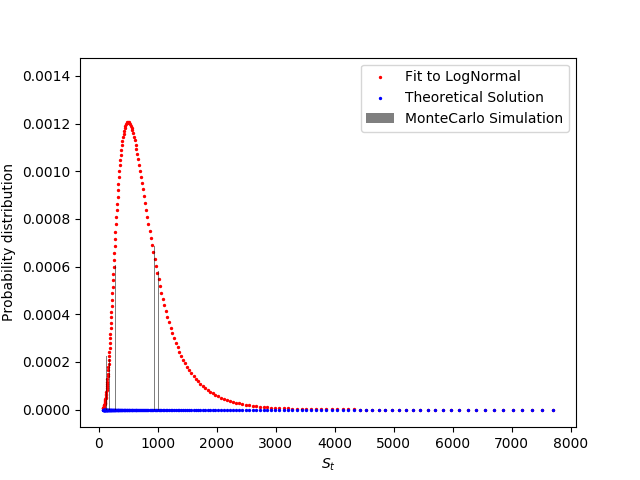 Fit to LogNormal
Theoretical Solution
MonteCarlo Simulation
Probability distribution
0.0014
0.0012
0.0010
0.0008
0.0006
0.0004
0.0002
0.0000
0 1000 2000 3000 4000 5000 6000 7000 8000
S_t